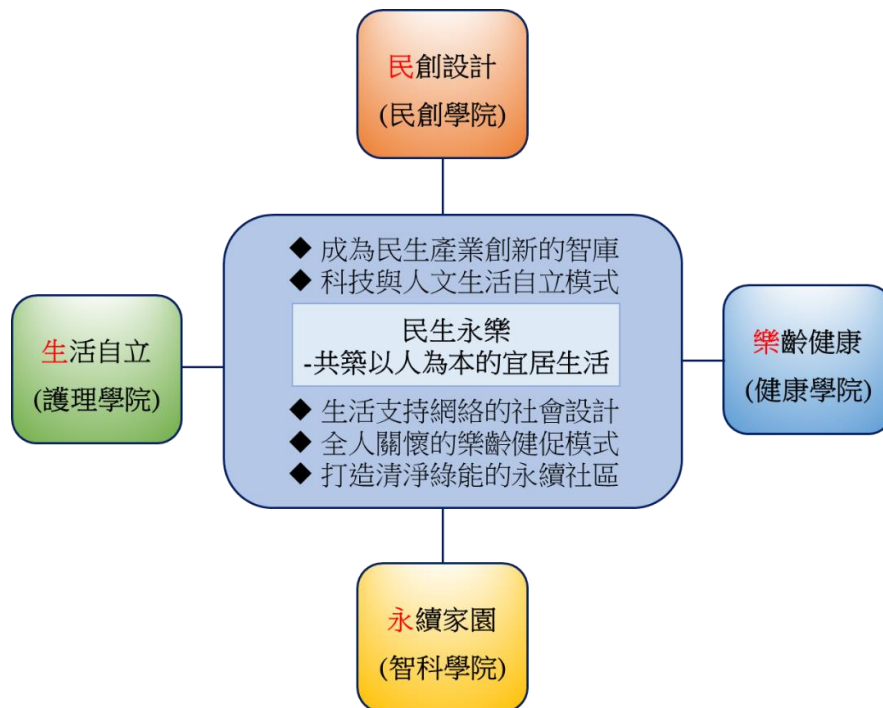 民創設計
(民創學院)
◆ 成為民生產業創新的智庫
◆ 科技與人文生活自立模式
民生永樂
-共築以人為本的宜居生活
◆ 生活支持網絡的社會設計
◆ 全人關懷的樂齡健促模式
◆ 打造清淨綠能的永續社區
生活自立
(護理學院)
樂齡健康
(健康學院)
永續家園
(智科學院)